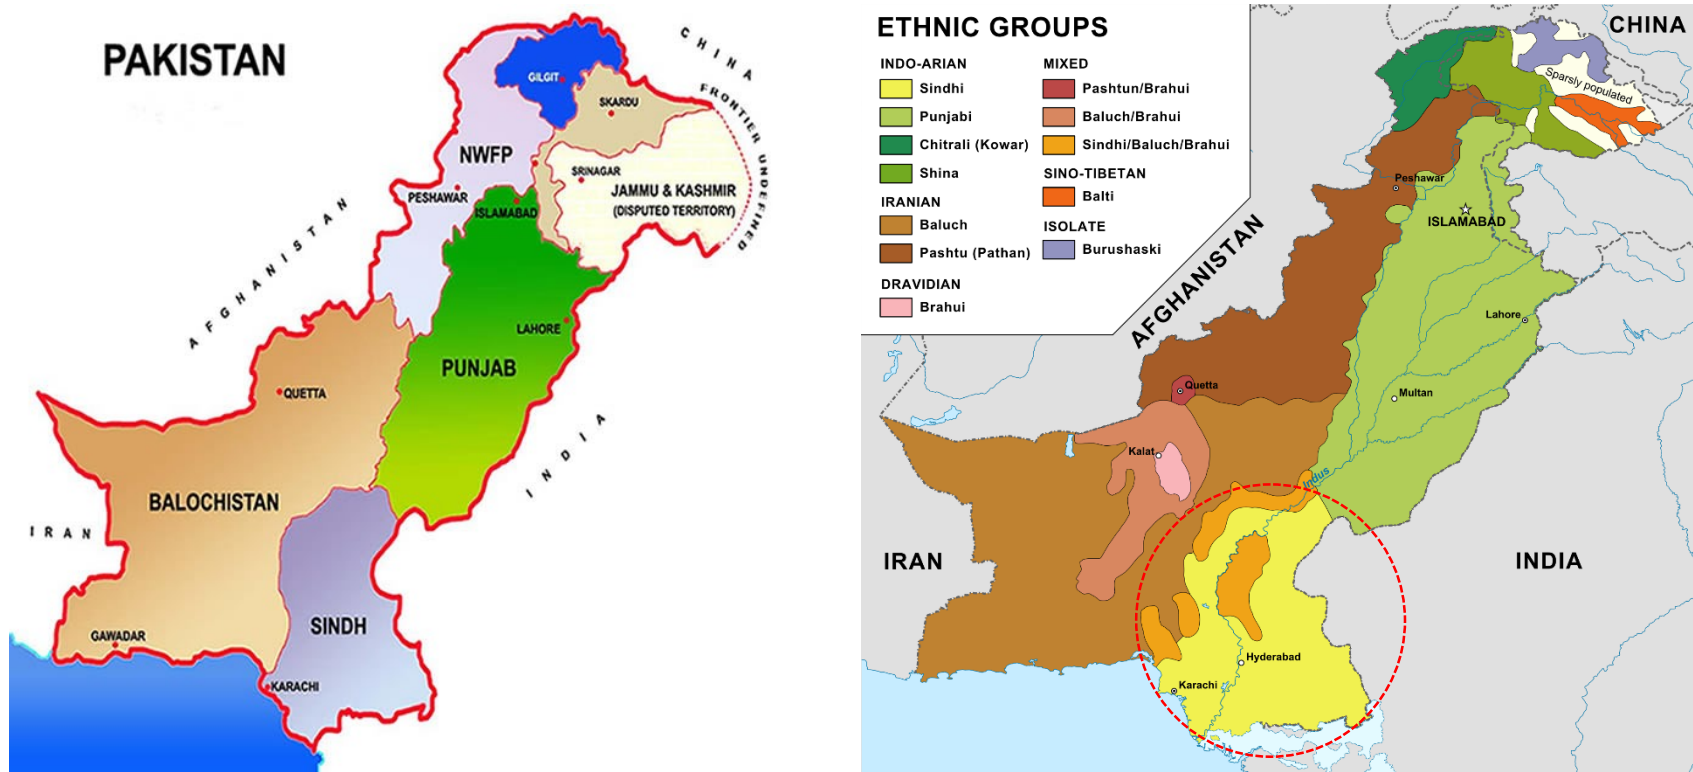 PAKISTAN
CHINA
FRONTIER UNDEFINED
GILGIT
SKARDU
NWFP
SRINAGAR
JAMMU & KASHMIR
(DISPUTED TERRITORY)
PESHAWAR
ISLAMABAD
AFGHANISTAN
LAHORE
PUNJAB
QUETTA
INDIA
BALOCHISTAN
IRAN
SINDH
GAWADAR
KARACHI
ETHNIC GROUPS
INDO-ARIAN
Sindhi
Punjabi
Chitrali (Kowar)
Shina
IRANIAN
Baluch
Pashtu (Pathan)
DRAVIDIAN
Brahui
MIXED
Pashtun/Brahui
Baluch/Brahui
Sindhi/Baluch/Brahui
SINO-TIBETAN
Balti
ISOLATE
Burushaski
CHINA
Sparsly populated
Peshawar
ISLAMABAD
AFGHANISTAN
Lahore
Quetta
Multan
Kalat
Indus
IRAN
INDIA
Hyderabad
Karachi